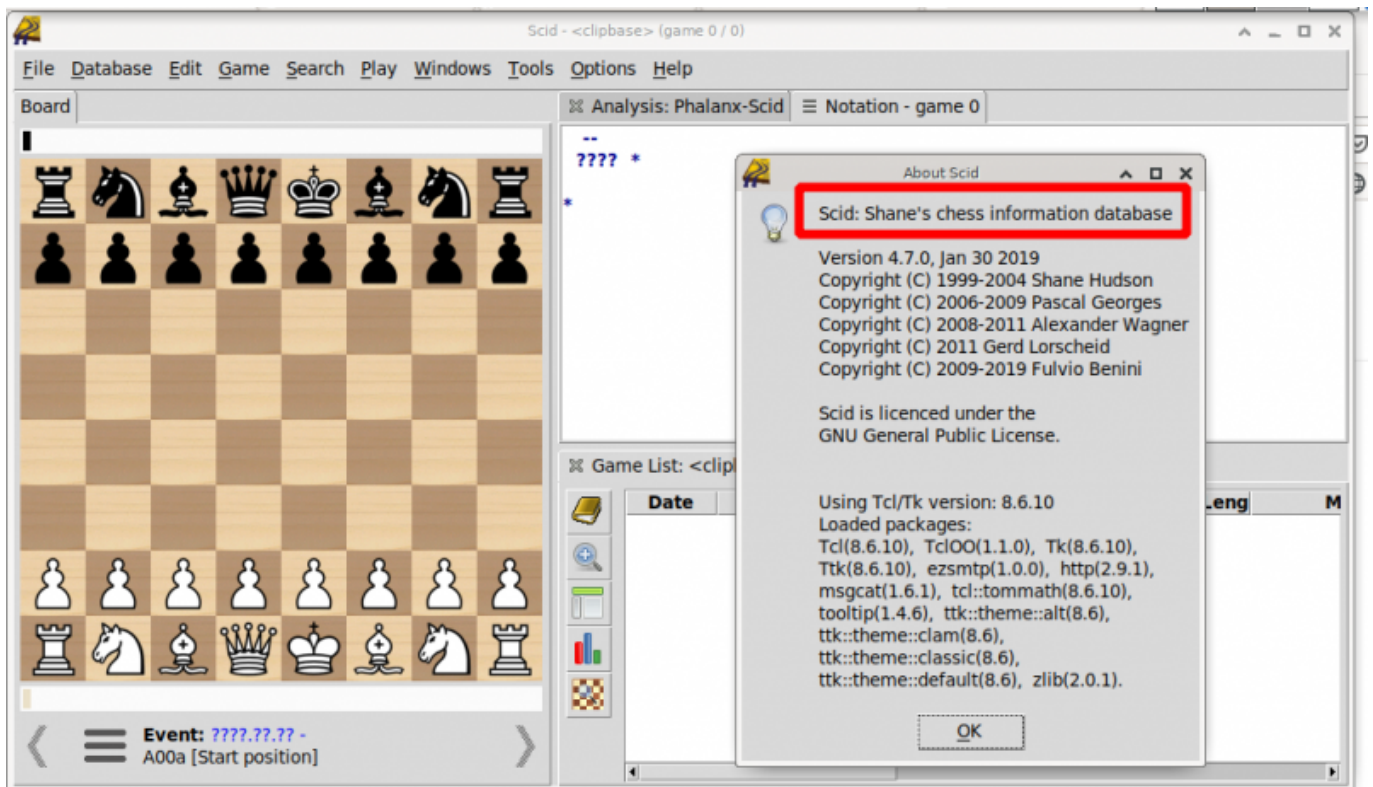 Scid - <clipbase> (game 0 / 0)
File Database Edit Game Search Play Windows Tools Options Help
Board
Analysis: Phalanx-Scid
Notation - game 0
--
???? *
*
About Scid
Scid: Shane's chess information database
Version 4.7.0, Jan 30 2019
Copyright (C) 1999-2004 Shane Hudson
Copyright (C) 2006-2009 Pascal Georges
Copyright (C) 2008-2011 Alexander Wagner
Copyright (C) 2011 Gerd Lorscheid
Copyright (C) 2009-2019 Fulvio Benini
Scid is licenced under the
GNU General Public License.
Using Tcl/Tk version: 8.6.10
Loaded packages:
Tcl(8.6.10), TclOO(1.1.0), Tk(8.6.10),
Ttk(8.6.10), ezsmtp(1.0.0), http(2.9.1),
msgcat(1.6.1), tcl::tommath(8.6.10),
tooltip(1.4.6), ttk::theme::alt(8.6),
ttk::theme::clam(8.6),
ttk::theme::classic(8.6),
ttk::theme::default(8.6), zlib(2.0.1).
OK
Game List:
Date
M
Event: ????.??.?? -
A00a [Start position]